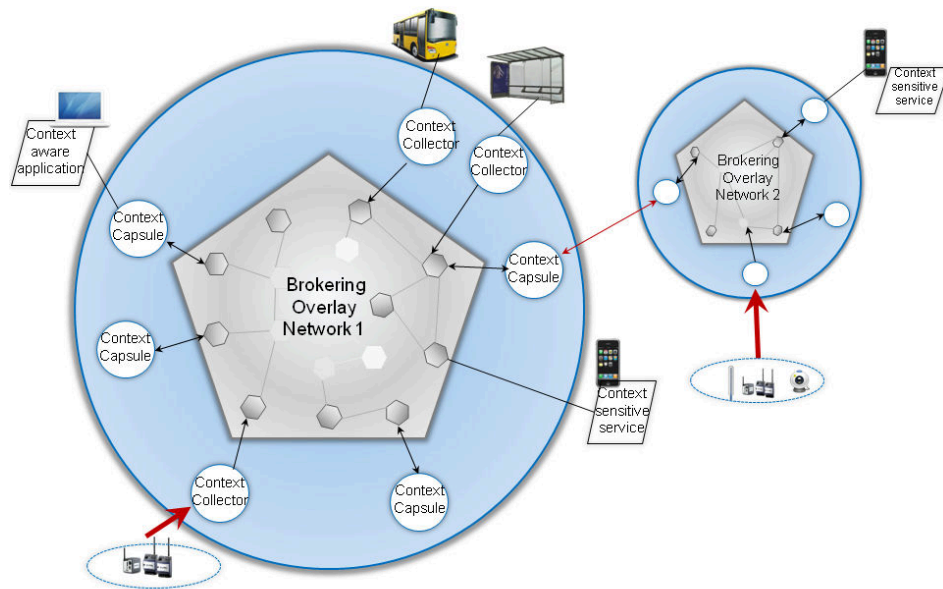 Context
aware
application
Context
Capsule
Context
Capsule
Context
Collector
Context
Collector
Context
Collector
Context
Capsule
Context
Capsule
Brokering
Overlay
Network 1
Context
sensitive
service
Brokering
Overlay
Network 2
Context
sensitive
service